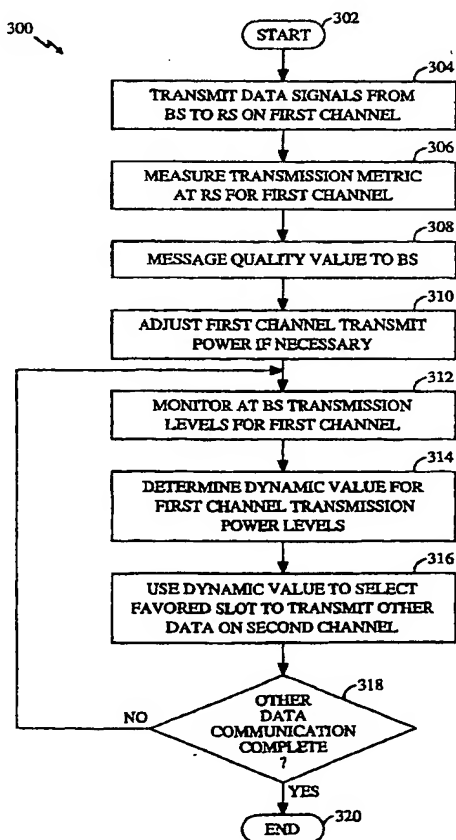 300
302
START
304
TRANSMIT DATA SIGNALS FROM
BS TO RS ON FIRST CHANNEL
306
MEASURE TRANSMISSION METRIC
AT RS FOR FIRST CHANNEL
308
MESSAGE QUALITY VALUE TO BS
310
ADJUST FIRST CHANNEL TRANSMIT
POWER IF NECESSARY
312
MONITOR AT BS TRANSMISSION
LEVELS FOR FIRST CHANNEL
314
DETERMINE DYNAMIC VALUE FOR
FIRST CHANNEL TRANSMISSION
POWER LEVELS
316
USE DYNAMIC VALUE TO SELECT
FAVORED SLOT TO TRANSMIT OTHER
DATA ON SECOND CHANNEL
318
OTHER
DATA
COMMUNICATION
COMPLETE
?
NO
YES
320
END